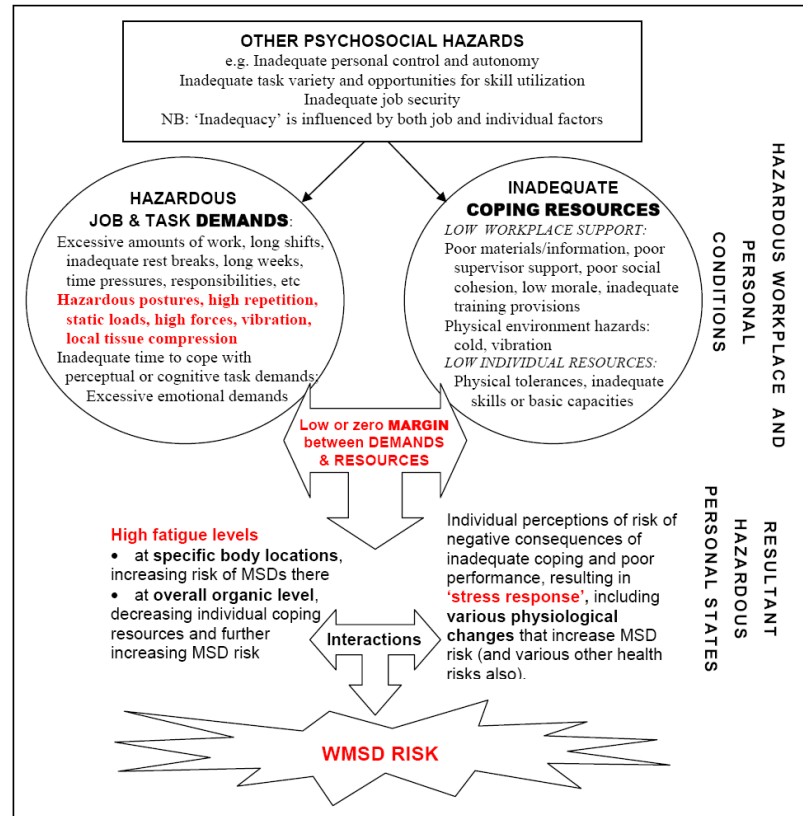 OTHER PSYCHOSOCIAL HAZARDS
e.g. Inadequate personal control and autonomy
Inadequate task variety and opportunities for skill utilization
Inadequate job security
NB: ‘Inadequacy’ is influenced by both job and individual factors
HAZARDOUS
JOB & TASK DEMANDS:
Excessive amounts of work, long shifts,
inadequate rest breaks, long weeks,
time pressures, responsibilities, etc
Hazardous postures, high repetition,
static loads, high forces, vibration,
local tissue compression
Inadequate time to cope with
perceptual or cognitive task demands:
Excessive emotional demands
INADEQUATE
COPING RESOURCES
LOW WORKPLACE SUPPORT:
Poor materials/information, poor
supervisor support, poor social
cohesion, low morale, inadequate
training provisions
Physical environment hazards:
cold, vibration
LOW INDIVIDUAL RESOURCES:
Physical tolerances, inadequate
skills or basic capacities
HAZARDOUS WORKPLACE AND
PERSONAL
CONDITIONS
Low or zero MARGIN
between DEMANDS
& RESOURCES
High fatigue levels
• at specific body locations,
increasing risk of MSDs there
• at overall organic level,
decreasing individual coping
resources and further
increasing MSD risk
Interactions
Individual perceptions of risk of
negative consequences of
inadequate coping and poor
performance, resulting in
‘stress response’, including
various physiological
changes that increase MSD
risk (and various other health
risks also).
RESULTANT
HAZARDOUS
PERSONAL STATES
WMSD RISK